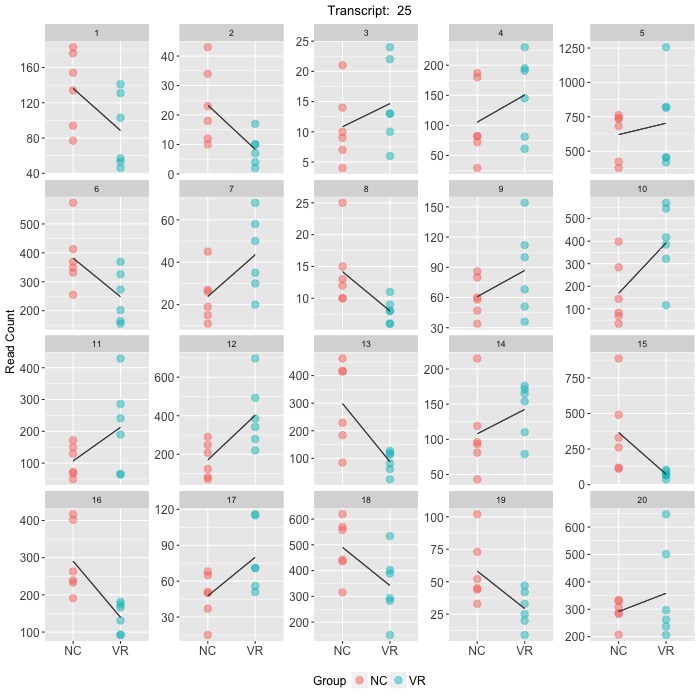 Transcript: 25
1 2 3 4 5
160 120 80 40
40 30 20 10 0
25 20 15 10 5
200 150 100 50
1250 1000 750 500
6 7 8 9 10
500 400 300 200
60 40 20
25 20 15 10
150 120 90 60 30
500 400 300 200 100
Read Count
11 12 13 14 15
400 300 200 100
600 400 200
400 300 200 100
200 150 100 50
750 500 250 0
16 17 18 19 20
400 300 200 100
120 90 60 30
600 500 400 300 200
100 75 50 25
600 500 400 300 200
NC VR NC VR NC VR NC VR NC VR
Group NC VR